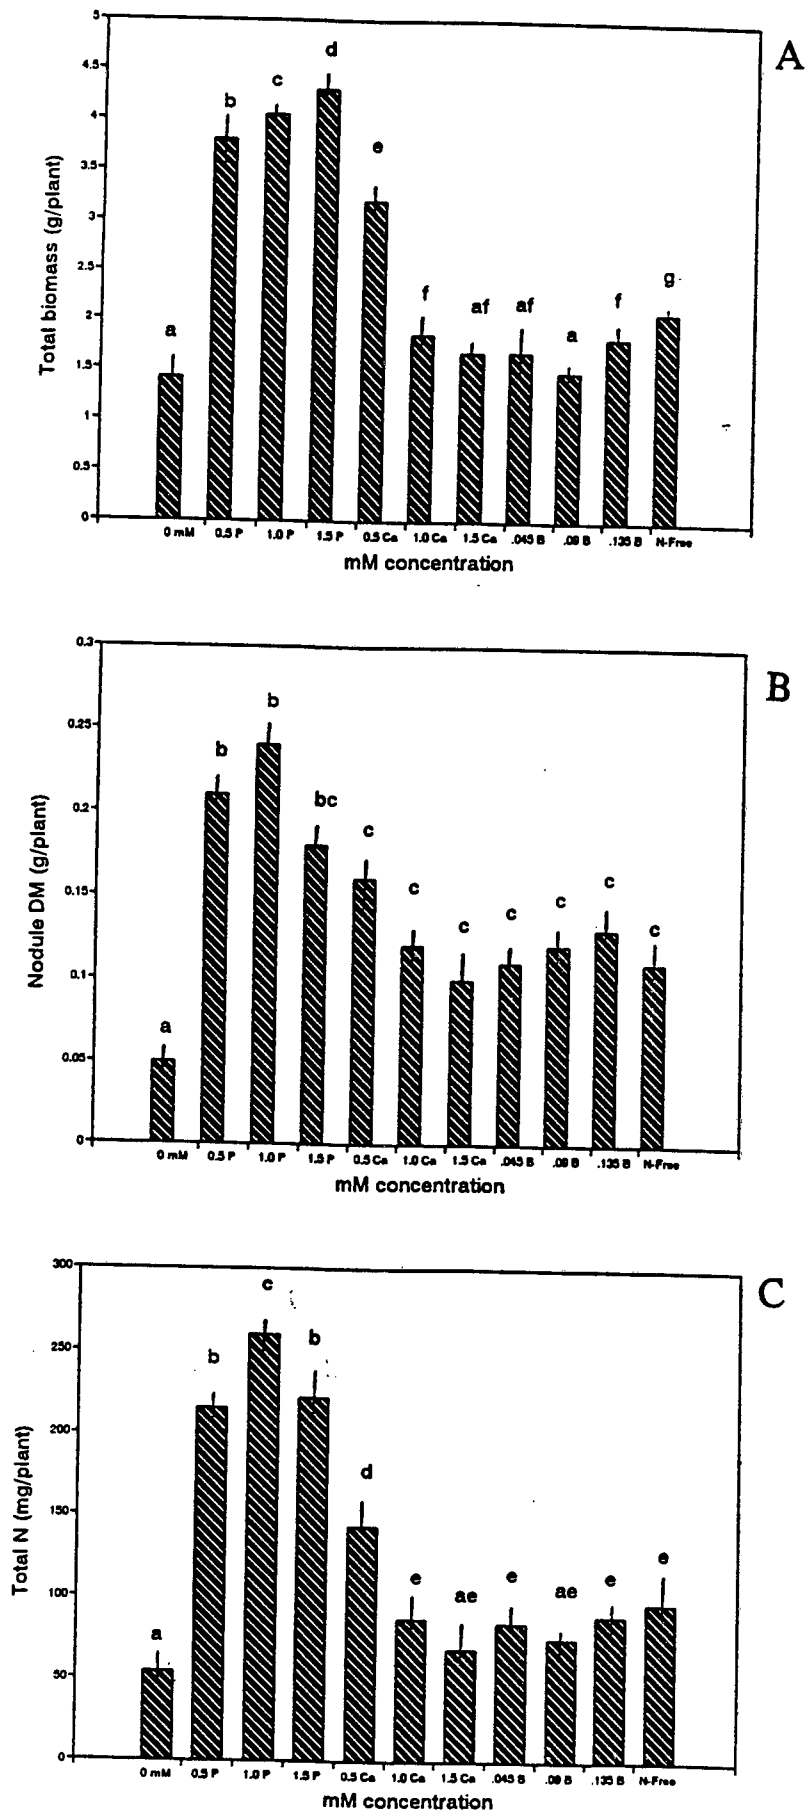 A
Total biomass (g/plant)
5
4.5
4
3.5
3
2.5
2
1.5
1
0.5
0
a
b
c
d
e
f
af
af
a
f
g
0 mM 0.5 P 1.0 P 1.5 P 0.5 Ca 1.0 Ca 1.5 Ca .045 B .09 B .135 B N-Free
mM concentration
B
Nodule DM (g/plant)
0.3
0.25
0.2
0.15
0.1
0.05
0
a
b
b
bc
c
c
c
c
c
c
c
0 mM 0.5 P 1.0 P 1.5 P 0.5 Ca 1.0 Ca 1.5 Ca .045 B .09 B .135 B N-Free
mM concentration
C
Total N (mg/plant)
300
250
200
150
100
50
0
a
b
c
b
d
e
ae
e
ae
e
e
0 mM 0.5 P 1.0 P 1.5 P 0.5 Ca 1.0 Ca 1.5 Ca .045 B .09 B .135 B N-Free
mM concentration